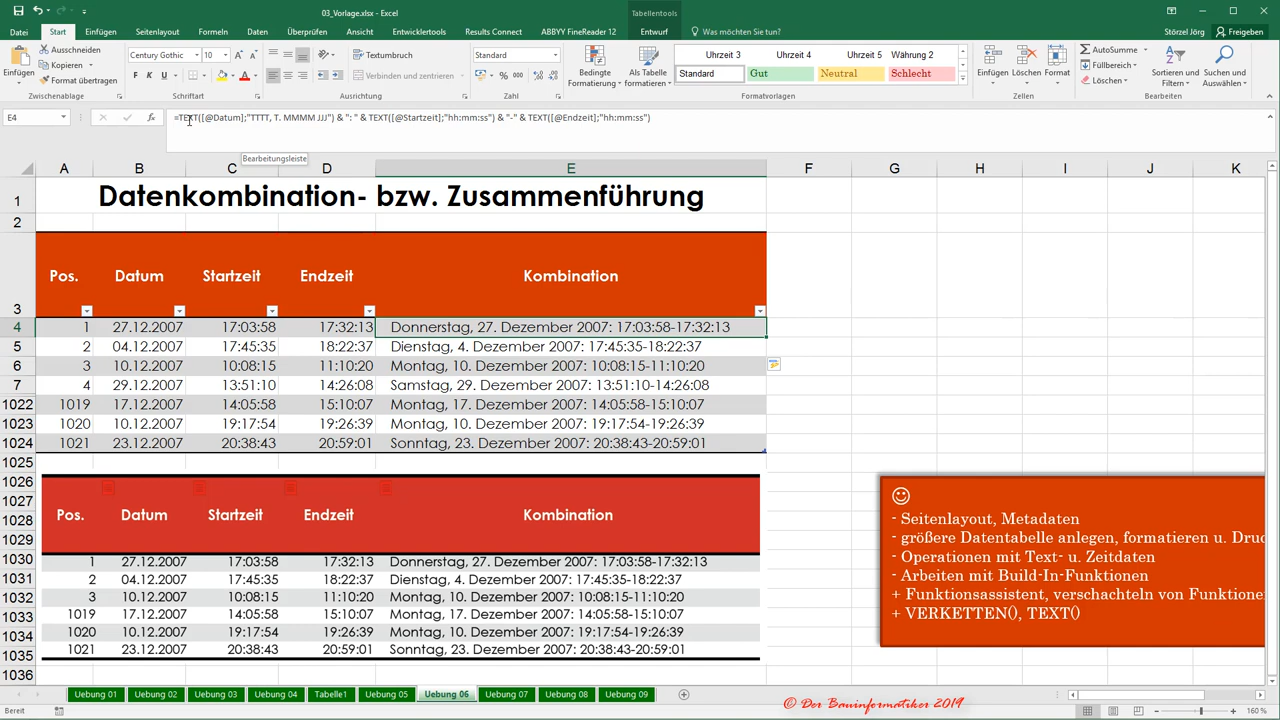 03_Vorlage.xlsx - Excel
Tabellentools
Störzel Jörg
Freigeben
Datei Start Einfügen Seitenlayout Formeln Daten Überprüfen Ansicht Entwicklertools Results Connect ABBYY FineReader 12 Entwurf Was möchten Sie tun?
Einfügen
Ausschneiden
Kopieren
Format übertragen
Zwischenablage
Century Gothic 10
F K U
Schriftart
Textumbruch
Verbinden und zentrieren
Ausrichtung
Standard
Zahl
Bedingte Formatierung
Als Tabelle formatieren
Uhrzeit 3 Uhrzeit 4 Uhrzeit 5 Währung 2
Standard Gut Neutral Schlecht
Formatvorlagen
Einfügen Löschen Format
Zellen
AutoSumme
Füllbereich
Löschen
Sortieren und Filtern
Suchen und Auswählen
Bearbeiten
E4 =TEXT([@Datum];"TTTT, T. MMMM JJJ") & ": " & TEXT([@Startzeit];"hh:mm:ss") & "-" & TEXT([@Endzeit];"hh:mm:ss")
Bearbeitungsleiste
A B C D E F G H I J K
1 Datenkombination- bzw. Zusammenführung
2
3 Pos. Datum Startzeit Endzeit Kombination
4 1 27.12.2007 17:03:58 17:32:13 Donnerstag, 27. Dezember 2007: 17:03:58-17:32:13
5 2 04.12.2007 17:45:35 18:22:37 Dienstag, 4. Dezember 2007: 17:45:35-18:22:37
6 3 10.12.2007 10:08:15 11:10:20 Montag, 10. Dezember 2007: 10:08:15-11:10:20
7 4 29.12.2007 13:51:10 14:26:08 Samstag, 29. Dezember 2007: 13:51:10-14:26:08
1022 1019 17.12.2007 14:05:58 15:10:07 Montag, 17. Dezember 2007: 14:05:58-15:10:07
1023 1020 10.12.2007 19:17:54 19:26:39 Montag, 10. Dezember 2007: 19:17:54-19:26:39
1024 1021 23.12.2007 20:38:43 20:59:01 Sonntag, 23. Dezember 2007: 20:38:43-20:59:01
1025
1026
1027
1028 Pos. Datum Startzeit Endzeit Kombination
1029
1030 1 27.12.2007 17:03:58 17:32:13 Donnerstag, 27. Dezember 2007: 17:03:58-17:32:13
1031 2 04.12.2007 17:45:35 18:22:37 Dienstag, 4. Dezember 2007: 17:45:35-18:22:37
1032 3 10.12.2007 10:08:15 11:10:20 Montag, 10. Dezember 2007: 10:08:15-11:10:20
1033 1019 17.12.2007 14:05:58 15:10:07 Montag, 17. Dezember 2007: 14:05:58-15:10:07
1034 1020 10.12.2007 19:17:54 19:26:39 Montag, 10. Dezember 2007: 19:17:54-19:26:39
1035 1021 23.12.2007 20:38:43 20:59:01 Sonntag, 23. Dezember 2007: 20:38:43-20:59:01
1036
☺
- Seitenlayout, Metadaten
- größere Datentabelle anlegen, formatieren u. Druc
- Operationen mit Text- u. Zeitdaten
- Arbeiten mit Build-In-Funktionen
+ Funktionsassistent, verschachteln von Funktione
+ VERKETTEN(), TEXT()
Uebung 01 Uebung 02 Uebung 03 Uebung 04 Tabelle1 Uebung 05 Uebung 06 Uebung 07 Uebung 08 Uebung 09
© Der Bauinformatiker 2019
Bereit
160 %